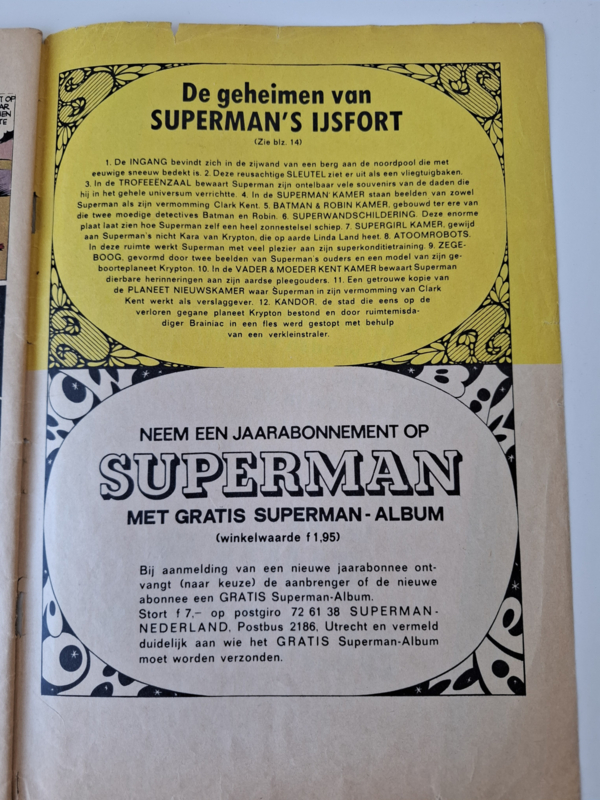 T OP
AR
EN
TE
De geheimen van
SUPERMAN'S IJSFORT
(Zie blz. 14)
1. De INGANG bevindt zich in de zijwand van een berg aan de noordpool die met
eeuwige sneeuw bedekt is. 2. Deze reusachtige SLEUTEL ziet er uit als een vliegtuigbaken.
3. In de TROFEEENZAAL bewaart Superman zijn ontelbaar vele souvenirs van de daden die
hij in het gehele universum verrichtte. 4. In de SUPERMAN KAMER staan beelden van zowel
Superman als zijn vermomming Clark Kent. 5. BATMAN & ROBIN KAMER, gebouwd ter ere van
die twee moedige detectives Batman en Robin. 6. SUPERWANDSCHILDERING. Deze enorme
plaat laat zien hoe Superman zelf een heel zonnestelsel schiep. 7. SUPERGIRL KAMER, gewijd
aan Superman's nicht Kara van Krypton, die op aarde Linda Land heet. 8. ATOOMROBOTS.
In deze ruimte werkt Superman met veel plezier aan zijn superkonditietraining. 9. ZEGE-
BOOG, gevormd door twee beelden van Superman's ouders en een model van zijn ge-
boorteplaneet Krypton. 10. In de VADER & MOEDER KENT KAMER bewaart Superman
dierbare herinneringen aan zijn aardse pleegouders. 11. Een getrouwe kopie van
de PLANEET NIEUWSKAMER waar Superman in zijn vermomming van Clark
Kent werkt als verslaggever. 12. KANDOR, de stad die eens op de
verloren gegane planeet Krypton bestond en door ruimtemisda-
diger Brainiac in een fles werd gestopt met behulp
van een verkleinstraler.
NEEM EEN JAARABONNEMENT OP
SUPERMAN
MET GRATIS SUPERMAN-ALBUM
(winkelwaarde f 1,95)
Bij aanmelding van een nieuwe jaarabonnee ont-
vangt (naar keuze) de aanbrenger of de nieuwe
abonnee een GRATIS Superman-Album.
Stort f 7,- op postgiro 72 61 38 SUPERMAN-
NEDERLAND, Postbus 2186, Utrecht en vermeld
duidelijk aan wie het GRATIS Superman-Album
moet worden verzonden.